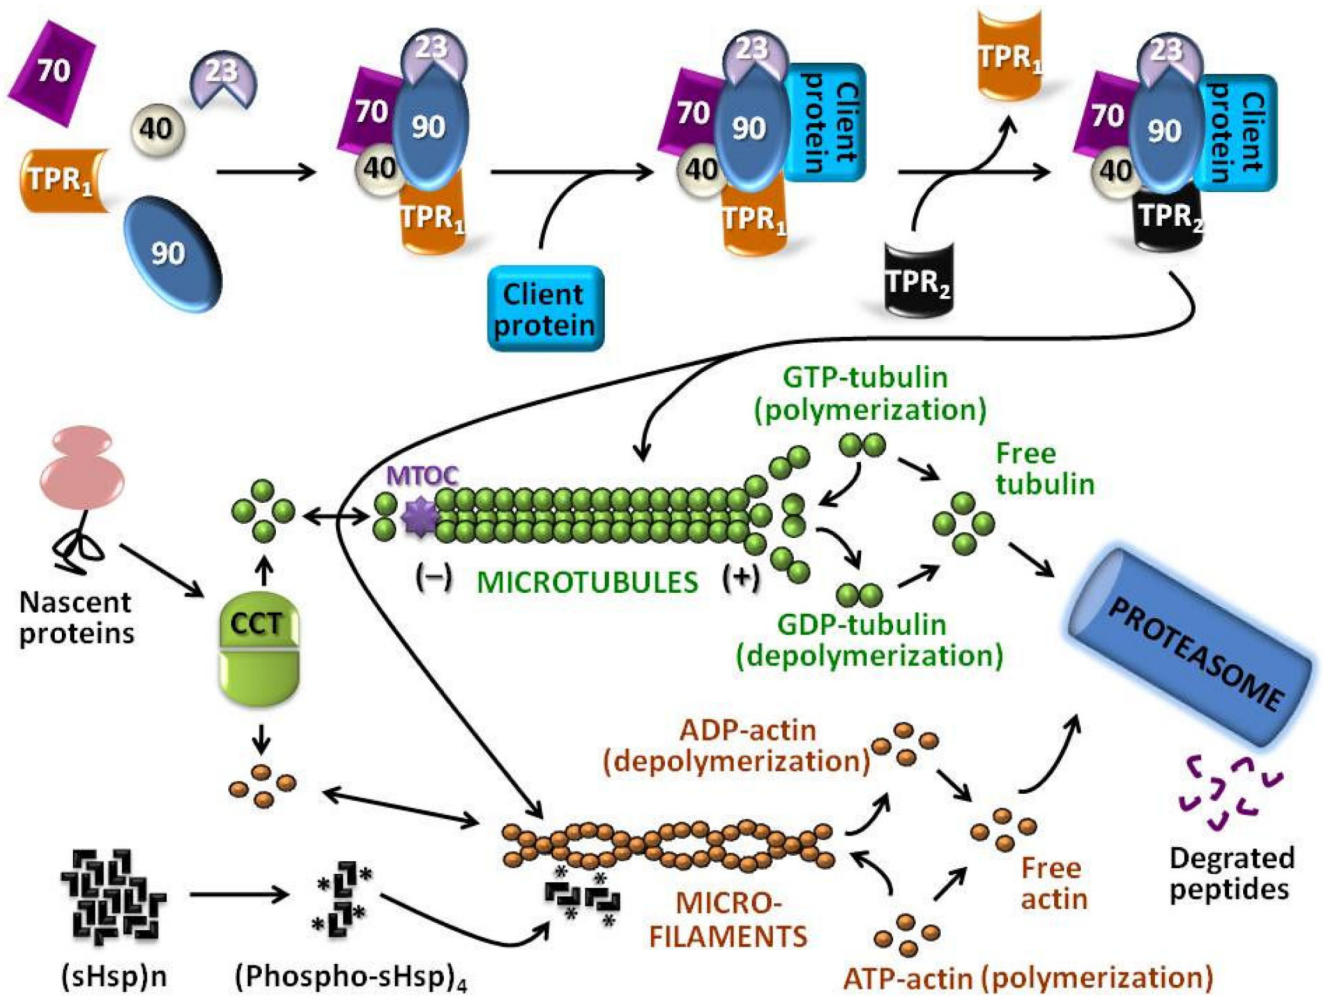 70
40
23
TPR1
90
23
70
90
40
TPR1
Client
protein
23
70
90
40
TPR1
Client
protein
TPR1
TPR2
23
70
90
40
TPR2
Client
protein
GTP-tubulin
(polymerization)
Free
tubulin
MTOC
(–)
MICROTUBULES
(+)
GDP-tubulin
(depolymerization)
Nascent
proteins
CCT
PROTEASOME
ADP-actin
(depolymerization)
Degrated
peptides
Free
actin
MICRO-
FILAMENTS
ATP-actin (polymerization)
(sHsp)n
(Phospho-sHsp)4
* * * *
* * * *